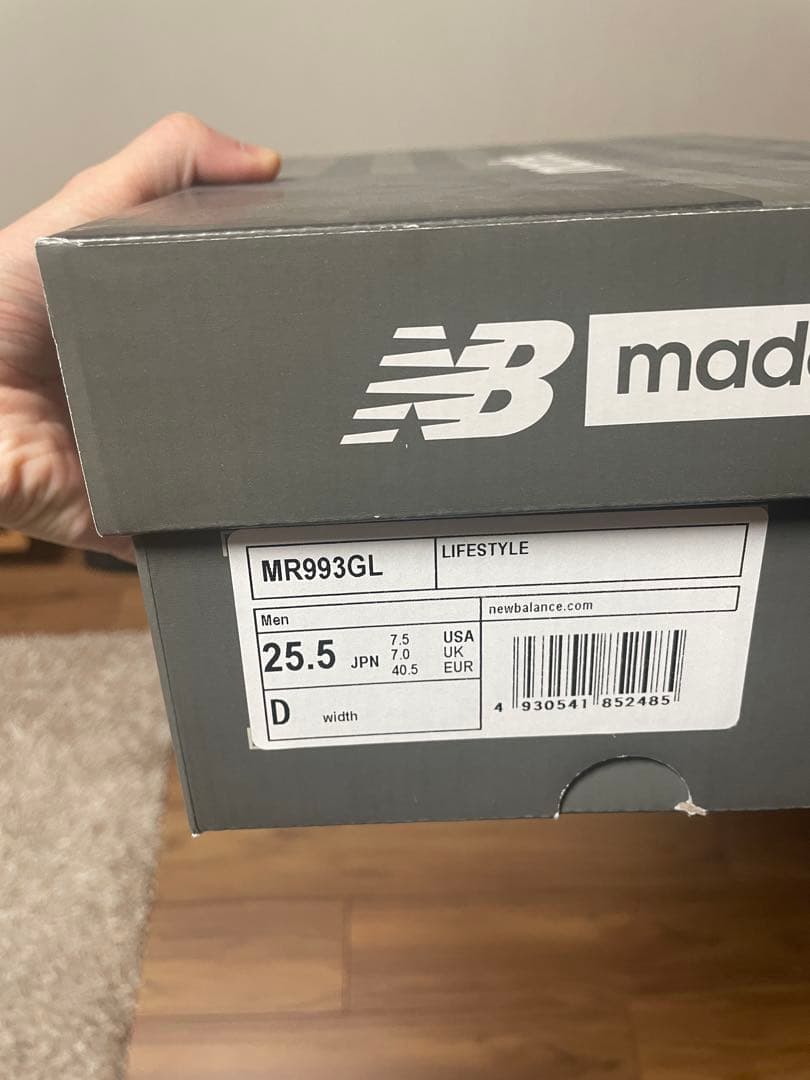 NB made
MR993GL LIFESTYLE
Men newbalance.com
25.5 JPN 7.5 USA
7.0 UK
40.5 EUR
D width
4 930541 852485